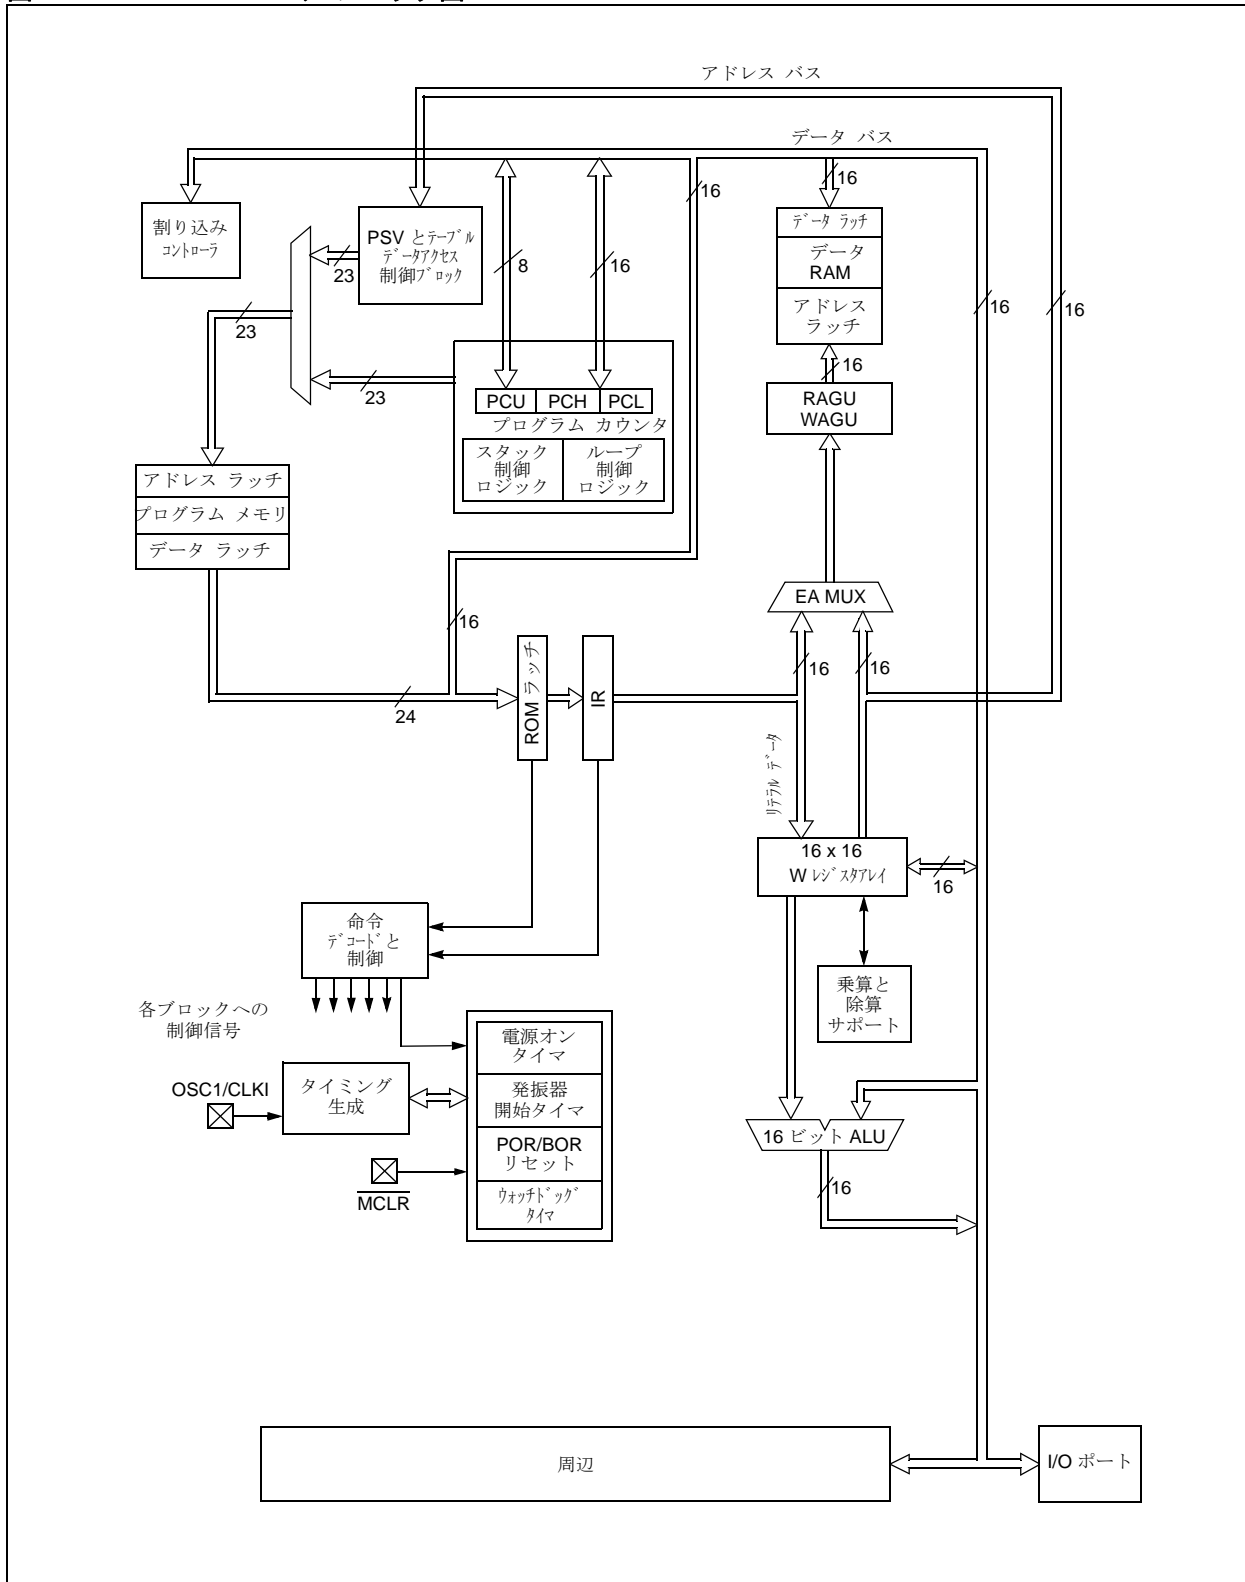 アドレス バス
データ バス
16
16
割り込み
コントローラ
PSV とテーブル
データアクセス
制御ブロック
23
8
16
データ ラッチ
データ
RAM
アドレス
ラッチ
16
16
23
16
23
PCU
PCH
PCL
プログラム カウンタ
スタック
制御
ロジック
ループ
制御
ロジック
RAGU
WAGU
アドレス ラッチ
プログラム メモリ
データ ラッチ
EA MUX
16
16
16
24
ROM ラッチ
IR
リテラル データ
16 x 16
W レジスタアレイ
16
命令
デコードと
制御
各ブロックへの
制御信号
乗算と
除算
サポート
電源オン
タイマ
OSC1/CLKI
タイミング
生成
発振器
開始タイマ
POR/BOR
リセット
MCLR
ウォッチドッグ
タイマ
16 ビット ALU
16
周辺
I/O ポート